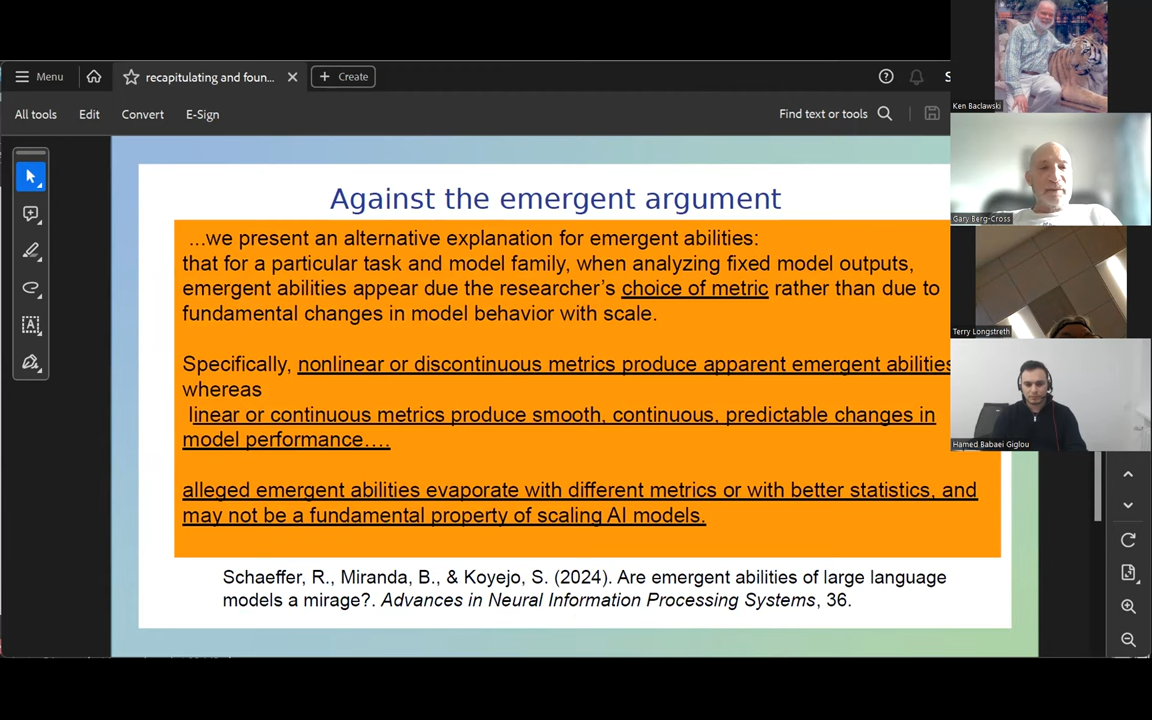 Menu
recapitulating and foun...
Create
All tools
Edit
Convert
E-Sign
Find text or tools
Against the emergent argument
...we present an alternative explanation for emergent abilities:
that for a particular task and model family, when analyzing fixed model outputs,
emergent abilities appear due the researcher's choice of metric rather than due to
fundamental changes in model behavior with scale.
Specifically, nonlinear or discontinuous metrics produce apparent emergent abilities
whereas
linear or continuous metrics produce smooth, continuous, predictable changes in
model performance....
alleged emergent abilities evaporate with different metrics or with better statistics, and
may not be a fundamental property of scaling AI models.
Schaeffer, R., Miranda, B., & Koyejo, S. (2024). Are emergent abilities of large language
models a mirage?. Advances in Neural Information Processing Systems, 36.
Ken Baclawski
Gary Berg-Cross
Terry Longstreth
Hamed Babaei Giglou